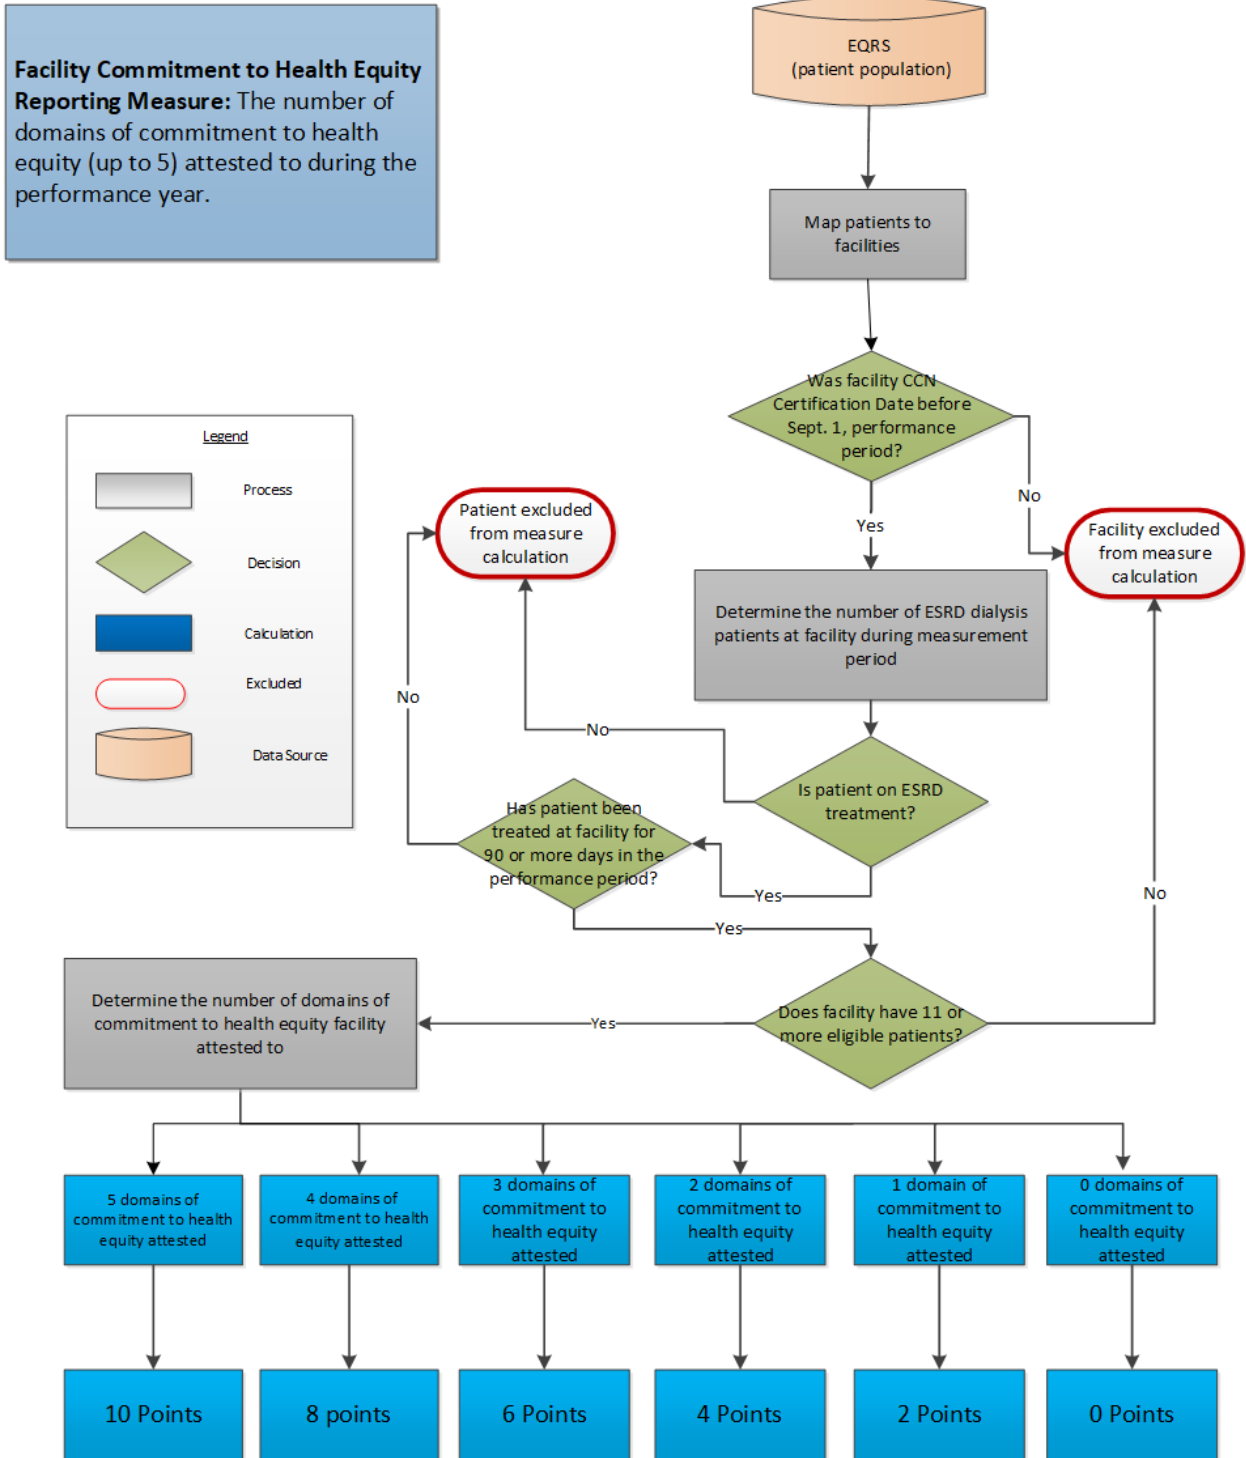 Facility Commitment to Health Equity
Reporting Measure: The number of
domains of commitment to health
equity (up to 5) attested to during the
performance year.
EQRS
(patient population)
Map patients to
facilities
Was facility CCN
Certification Date before
Sept. 1, performance
period?
No
Yes
Legend
Process
Decision
Calculation
Excluded
Data Source
Patient excluded
from measure
calculation
Facility excluded
from measure
calculation
Determine the number of ESRD dialysis
patients at facility during measurement
period
No
No
Is patient on ESRD
treatment?
Has patient been
treated at facility for
90 or more days in the
performance period?
Yes
Yes
No
Does facility have 11 or
more eligible patients?
Yes
Determine the number of domains of
commitment to health equity facility
attested to
5 domains of
commitment to health
equity attested
4 domains of
commitment to health
equity attested
3 domains of
commitment to
health equity
attested
2 domains of
commitment to
health equity
attested
1 domain of
commitment to
health equity
attested
0 domains of
commitment to
health equity
attested
10 Points
8 points
6 Points
4 Points
2 Points
0 Points